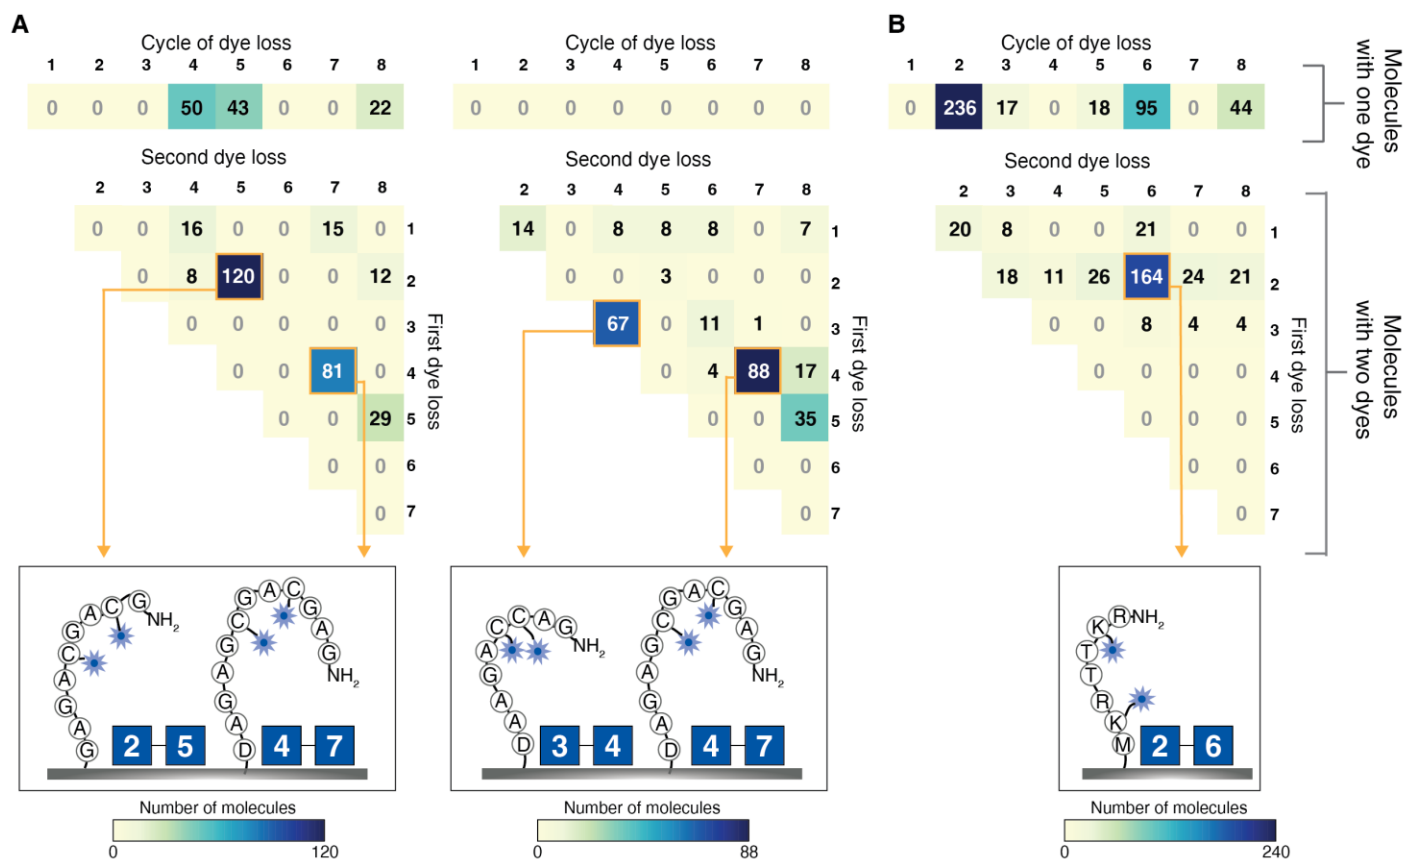 A
B
Cycle of dye loss
1 2 3 4 5 6 7 8
0 0 0 50 43 0 0 22
Second dye loss
2 3 4 5 6 7 8
0 0 16 0 0 15 0 1
0 8 120 0 0 12 2
0 0 0 0 0 3
0 0 81 0 4
0 0 29 5
0 0 6
0 7
First dye loss
Cycle of dye loss
1 2 3 4 5 6 7 8
0 0 0 0 0 0 0 0
Second dye loss
2 3 4 5 6 7 8
14 0 8 8 8 0 7 1
0 0 3 0 0 0 2
67 0 11 1 0 3
0 4 88 17 4
0 0 35 5
0 0 6
0 7
First dye loss
Cycle of dye loss
1 2 3 4 5 6 7 8
0 236 17 0 18 95 0 44
Second dye loss
2 3 4 5 6 7 8
20 8 0 0 21 0 0 1
18 11 26 164 24 21 2
0 0 8 4 4 3
0 0 0 0 4
0 0 0 5
0 0 6
0 7
First dye loss
Molecules
with one dye
Molecules
with two dyes
G C A G C A G A G
NH2
2 5
G A G C A G C G A G A D
NH2
4 7
G A C C A G A A D
NH2
3 4
G A G C A G C G A G A D
NH2
4 7
R K T T R K M
NH2
2 6
Number of molecules
0 120
Number of molecules
0 88
Number of molecules
0 240